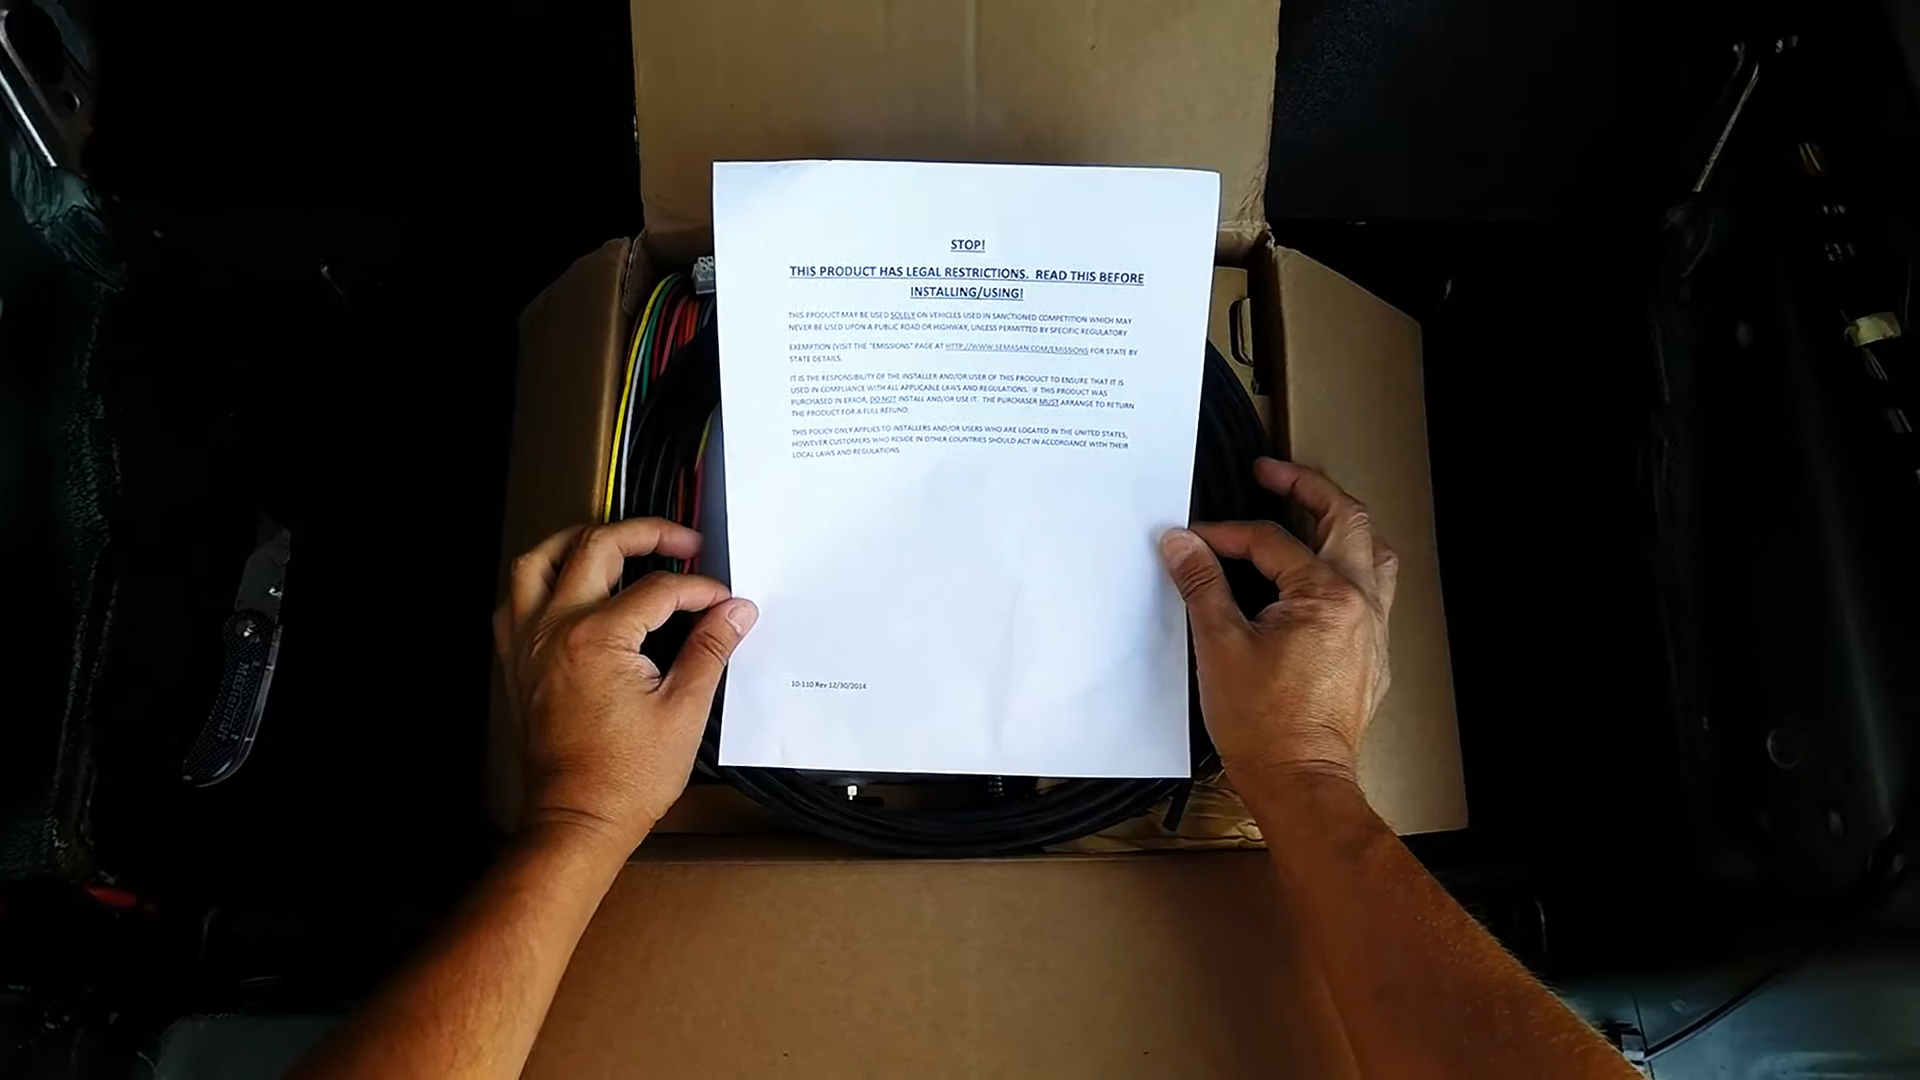 STOP!
THIS PRODUCT HAS LEGAL RESTRICTIONS. READ THIS BEFORE
INSTALLING/USING!
THIS PRODUCT MAY BE USED SOLELY ON VEHICLES USED IN SANCTIONED COMPETITION WHICH MAY
NEVER BE USED UPON A PUBLIC ROAD OR HIGHWAY, UNLESS PERMITTED BY SPECIFIC REGULATORY
EXEMPTION (VISIT THE "EMISSIONS" PAGE AT HTTP://WWW.SEMASAN.COM/EMISSIONS FOR STATE BY
STATE DETAILS.
IT IS THE RESPONSIBILITY OF THE INSTALLER AND/OR USER OF THIS PRODUCT TO ENSURE THAT IT IS
USED IN COMPLIANCE WITH ALL APPLICABLE LAWS AND REGULATIONS. IF THIS PRODUCT WAS
PURCHASED IN ERROR, DO NOT INSTALL AND/OR USE IT. THE PURCHASER MUST ARRANGE TO RETURN
THE PRODUCT FOR A FULL REFUND.
THIS POLICY ONLY APPLIES TO INSTALLERS AND/OR USERS WHO ARE LOCATED IN THE UNITED STATES,
HOWEVER CUSTOMERS WHO RESIDE IN OTHER COUNTRIES SHOULD ACT IN ACCORDANCE WITH THEIR
LOCAL LAWS AND REGULATIONS.
10-110 Rev 12/30/2014
MasterCraft